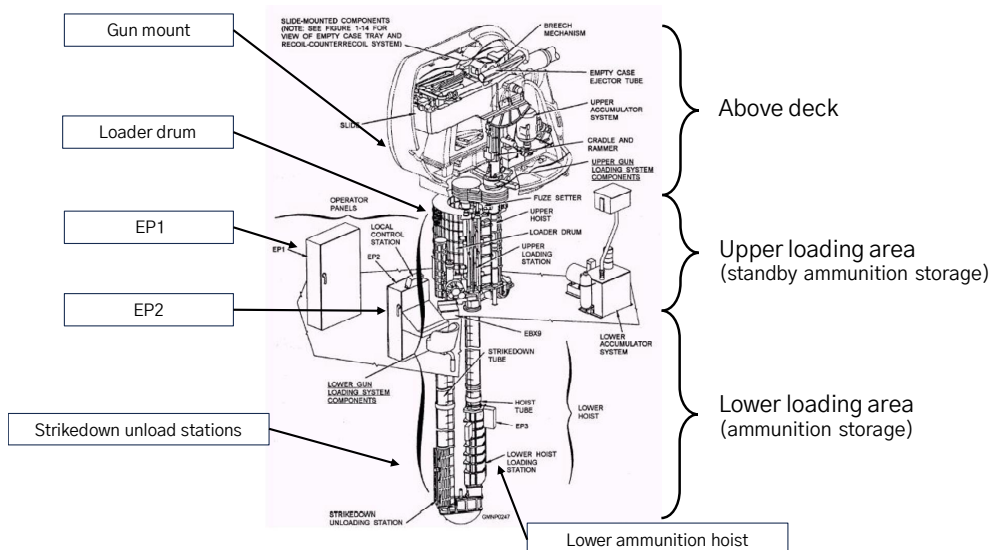 Gun mount
Loader drum
EP1
EP2
Strikedown unload stations
SLIDE-MOUNTED COMPONENTS
(NOTE: SEE FIGURE 1-14 FOR
VIEW OF EMPTY CASE TRAY AND
RECOIL-COUNTERRECOIL SYSTEM)
BREECH
MECHANISM
EMPTY CASE
EJECTOR TUBE
UPPER
ACCUMULATOR
SYSTEM
SLIDE
CRADLE AND
RAMMER
UPPER GUN
LOADING SYSTEM
COMPONENTS
FUZE SETTER
UPPER
HOIST
LOADER DRUM
UPPER
LOADING
STATION
OPERATOR
PANELS
LOCAL
CONTROL
STATION
EP1
EP2
EBX9
LOWER
ACCUMULATOR
SYSTEM
STRIKEDOWN
TUBE
LOWER GUN
LOADING SYSTEM
COMPONENTS
HOIST
TUBE
EP3
LOWER
HOIST
LOWER HOIST
LOADING
STATION
STRIKEDOWN
UNLOADING STATION
GMNP0247
Above deck
Upper loading area
(standby ammunition storage)
Lower loading area
(ammunition storage)
Lower ammunition hoist